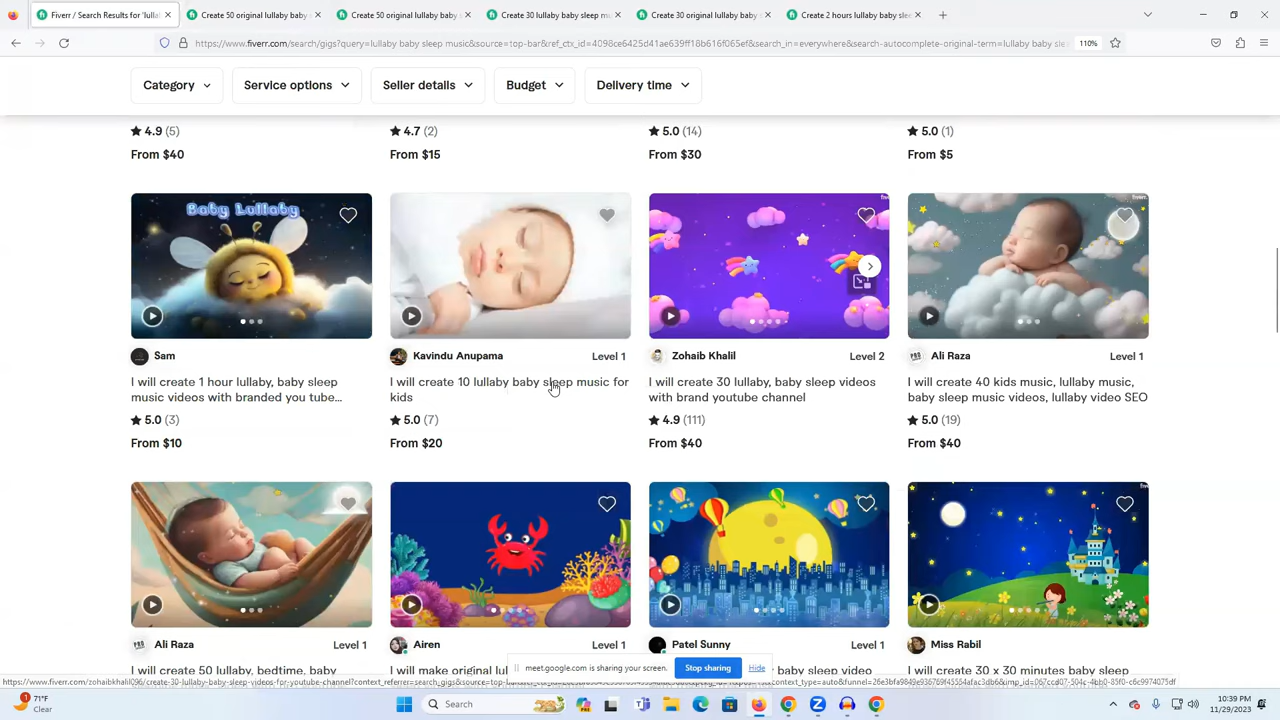 Fiverr / Search Results for 'lulla
Create 50 original lullaby baby
Create 50 original lullaby baby
Create 30 lullaby baby sleep m
Create 30 original lullaby baby
Create 2 hours lullaby baby sle
110%
Category
Service options
Seller details
Budget
Delivery time
4.9 (5)
4.7 (2)
5.0 (14)
5.0 (1)
From $40
From $15
From $30
From $5
Baby Lullaby
Sam
Kavindu Anupama
Level 1
Zohaib Khalil
Level 2
Ali Raza
Level 1
I will create 1 hour lullaby, baby sleep
music videos with branded you tube...
I will create 10 lullaby baby sleep music for
kids
I will create 30 lullaby, baby sleep videos
with brand youtube channel
I will create 40 kids music, lullaby music,
baby sleep music videos, lullaby video SEO
5.0 (3)
5.0 (7)
4.9 (111)
5.0 (19)
From $10
From $20
From $40
From $40
Ali Raza
Level 1
Airen
Level 1
Patel Sunny
Level 1
Miss Rabil
I will create 50 lullaby, bedtime, baby
I will make original lul
baby sleep video
I will create 30 x 30 minutes baby sleep
meet.google.com is sharing your screen.
Stop sharing
Hide
71°F
Clear
Search
10:39 PM
11/29/2023